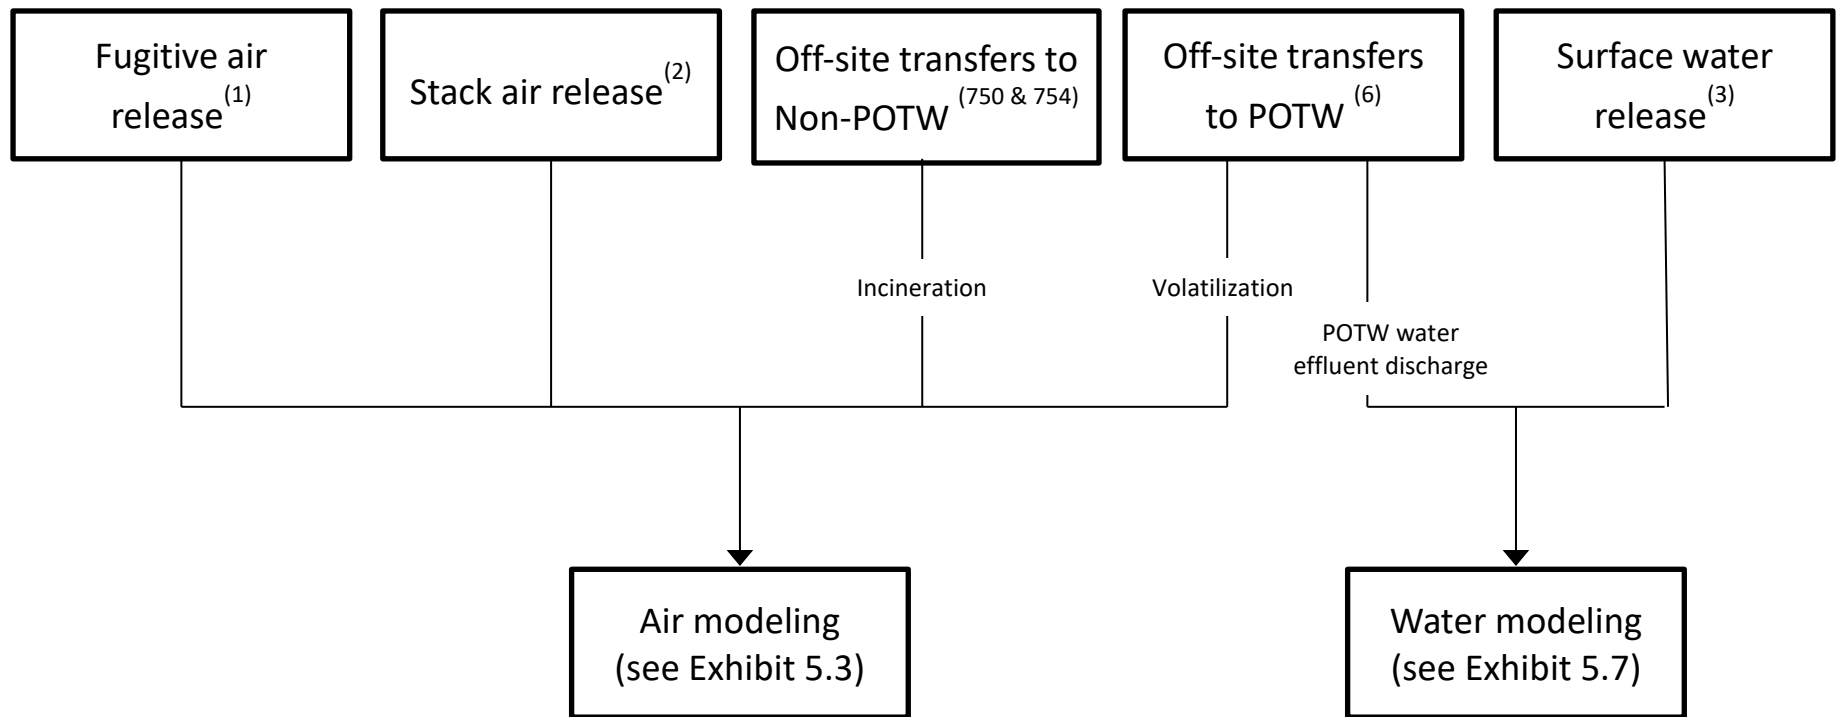 Fugitive air
release(1)
Stack air release(2)
Off-site transfers to
Non-POTW (750 & 754)
Off-site transfers
to POTW (6)
Surface water
release(3)
Incineration
Volatilization
POTW water
effluent discharge
Air modeling
(see Exhibit 5.3)
Water modeling
(see Exhibit 5.7)